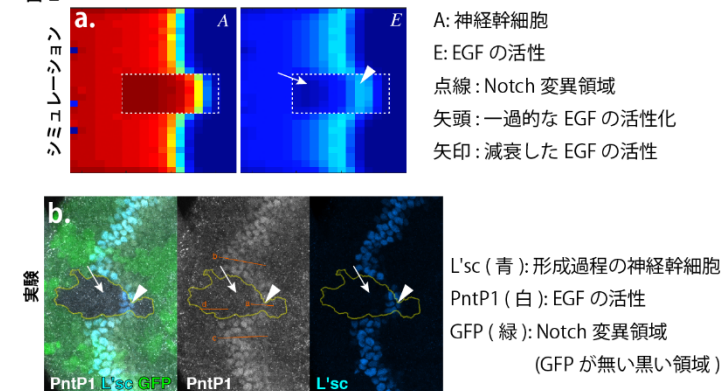 a.
A
E
シミュレーション
A: 神経幹細胞
E: EGF の活性
点線 : Notch 変異領域
矢頭 : 一過的な EGF の活性化
矢印 : 減衰した EGF の活性
b.
実験
PntP1 L'sc GFP
PntP1
L'sc
L'sc ( 青 ): 形成過程の神経幹細胞
PntP1 ( 白 ): EGF の活性
GFP ( 緑 ): Notch 変異領域
(GFP が無い黒い領域 )